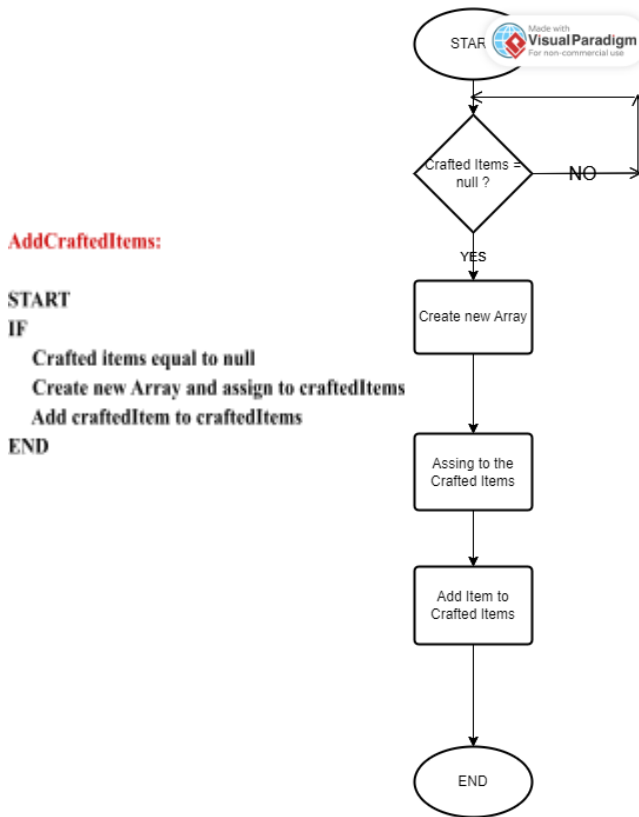 AddCraftedItems:
START
IF
Crafted items equal to null
Create new Array and assign to craftedItems
Add craftedItem to craftedItems
END
STAR
Made with
VisualParadigm
For non-commercial use
Crafted Items =
null ?
NO
YES
Create new Array
Assing to the
Crafted Items
Add Item to
Crafted Items
END